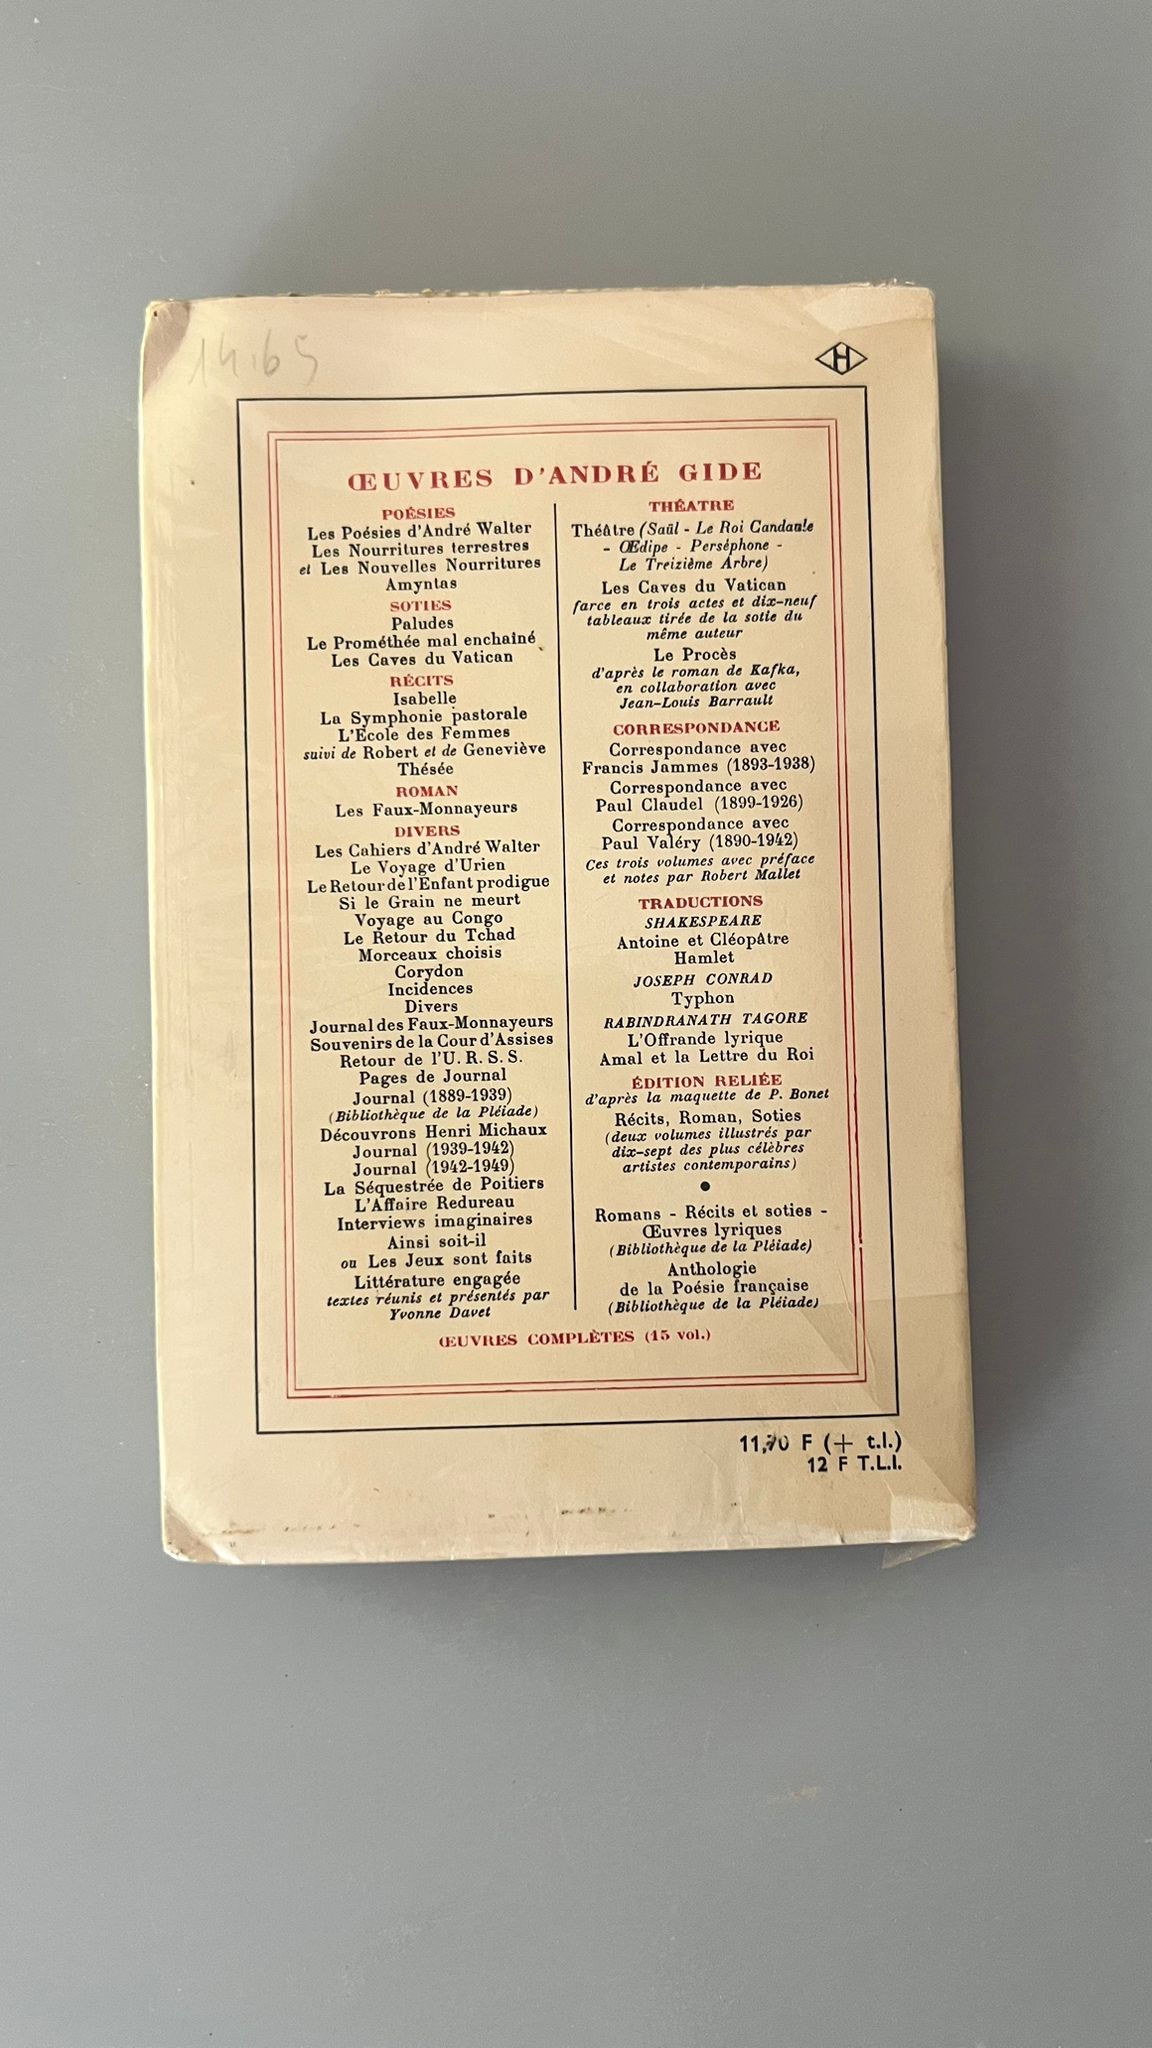 14.65
H
ŒUVRES D'ANDRÉ GIDE
POÉSIES
Les Poésies d'André Walter
Les Nourritures terrestres
et Les Nouvelles Nourritures
Amyntas
SOTIES
Paludes
Le Prométhée mal enchaîné
Les Caves du Vatican
RÉCITS
Isabelle
La Symphonie pastorale
L'École des Femmes
suivi de Robert et de Geneviève
Thésée
ROMAN
Les Faux-Monnayeurs
DIVERS
Les Cahiers d'André Walter
Le Voyage d'Urien
Le Retour de l'Enfant prodigue
Si le Grain ne meurt
Voyage au Congo
Le Retour du Tchad
Morceaux choisis
Corydon
Incidences
Divers
Journal des Faux-Monnayeurs
Souvenirs de la Cour d'Assises
Retour de l'U. R. S. S.
Pages de Journal
Journal (1889-1939)
(Bibliothèque de la Pléiade)
Découvrons Henri Michaux
Journal (1939-1942)
Journal (1942-1949)
La Séquestrée de Poitiers
L'Affaire Redureau
Interviews imaginaires
Ainsi soit-il
ou Les Jeux sont faits
Littérature engagée
textes réunis et présentés par
Yvonne Davet
THÉATRE
Théâtre (Saül - Le Roi Candaule
- Œdipe - Perséphone -
Le Treizième Arbre)
Les Caves du Vatican
farce en trois actes et dix-neuf
tableaux tirée de la sotie du
même auteur
Le Procès
d'après le roman de Kafka,
en collaboration avec
Jean-Louis Barrault
CORRESPONDANCE
Correspondance avec
Francis Jammes (1893-1938)
Correspondance avec
Paul Claudel (1899-1926)
Correspondance avec
Paul Valéry (1890-1942)
Ces trois volumes avec préface
et notes par Robert Mallet
TRADUCTIONS
SHAKESPEARE
Antoine et Cléopâtre
Hamlet
JOSEPH CONRAD
Typhon
RABINDRANATH TAGORE
L'Offrande lyrique
Amal et la Lettre du Roi
ÉDITION RELIÉE
d'après la maquette de P. Bonet
Récits, Roman, Soties
(deux volumes illustrés par
dix-sept des plus célèbres
artistes contemporains)
Romans - Récits et soties -
Œuvres lyriques
(Bibliothèque de la Pléiade)
Anthologie
de la Poésie française
(Bibliothèque de la Pléiade)
ŒUVRES COMPLÈTES (15 vol.)
11,70 F (+ t.l.)
12 F T.L.I.